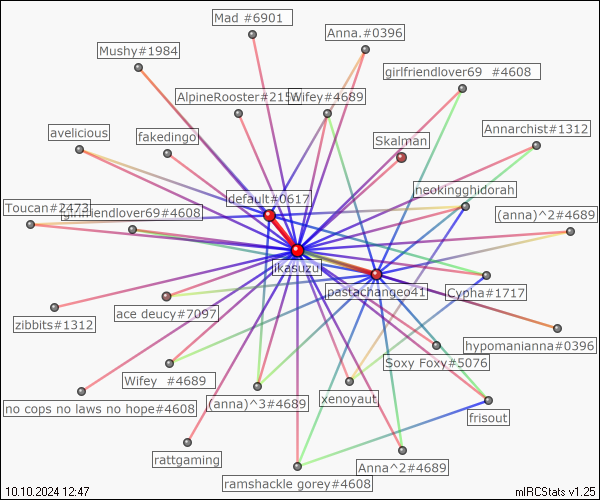 Mad #6901
Anna.#0396
Mushy#1984
girlfriendlover69 #4608
AlpineRooster#215
Wifey#4689
avelicious
fakedingo
Skalman
Annarchist#1312
neokingghidorah
default#0617
Toucan#2473
girlfriendlover69#4608
(anna)^2#4689
ikasuzu
pastachangeo41
Cypha#1717
ace deucy#7097
zibbits#1312
hypomanianna#0396
Soxy Foxy#5076
Wifey #4689
no cops no laws no hope#4608
(anna)^3#4689
xenoyaut
frisout
rattgaming
Anna^2#4689
ramshackle gorey#4608
10.10.2024 12:47
mIRCStats v1.25